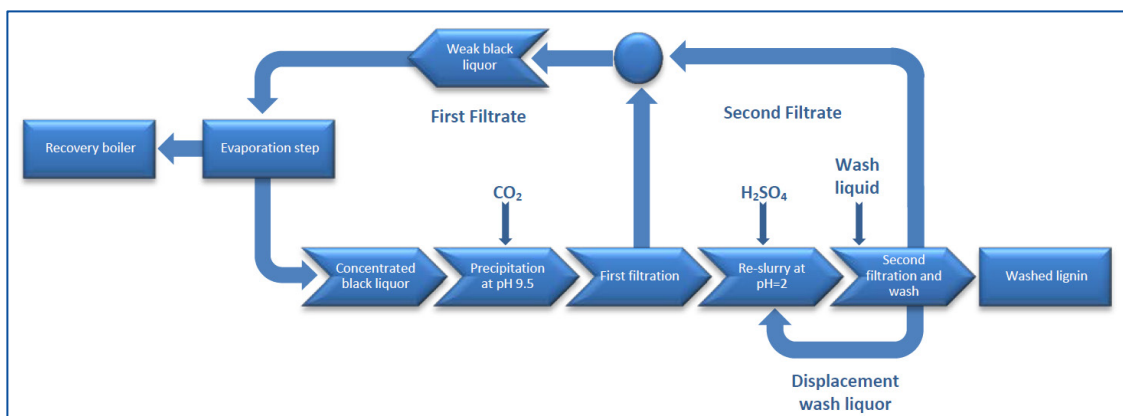 Weak black
liquor
First Filtrate
Second Filtrate
Recovery boiler
Evaporation step
CO₂
H₂SO₄
Wash
liquid
Concentrated
black liquor
Precipitation
at pH 9.5
First filtration
Re-slurry at
pH=2
Second
filtration and
wash
Washed lignin
Displacement
wash liquor